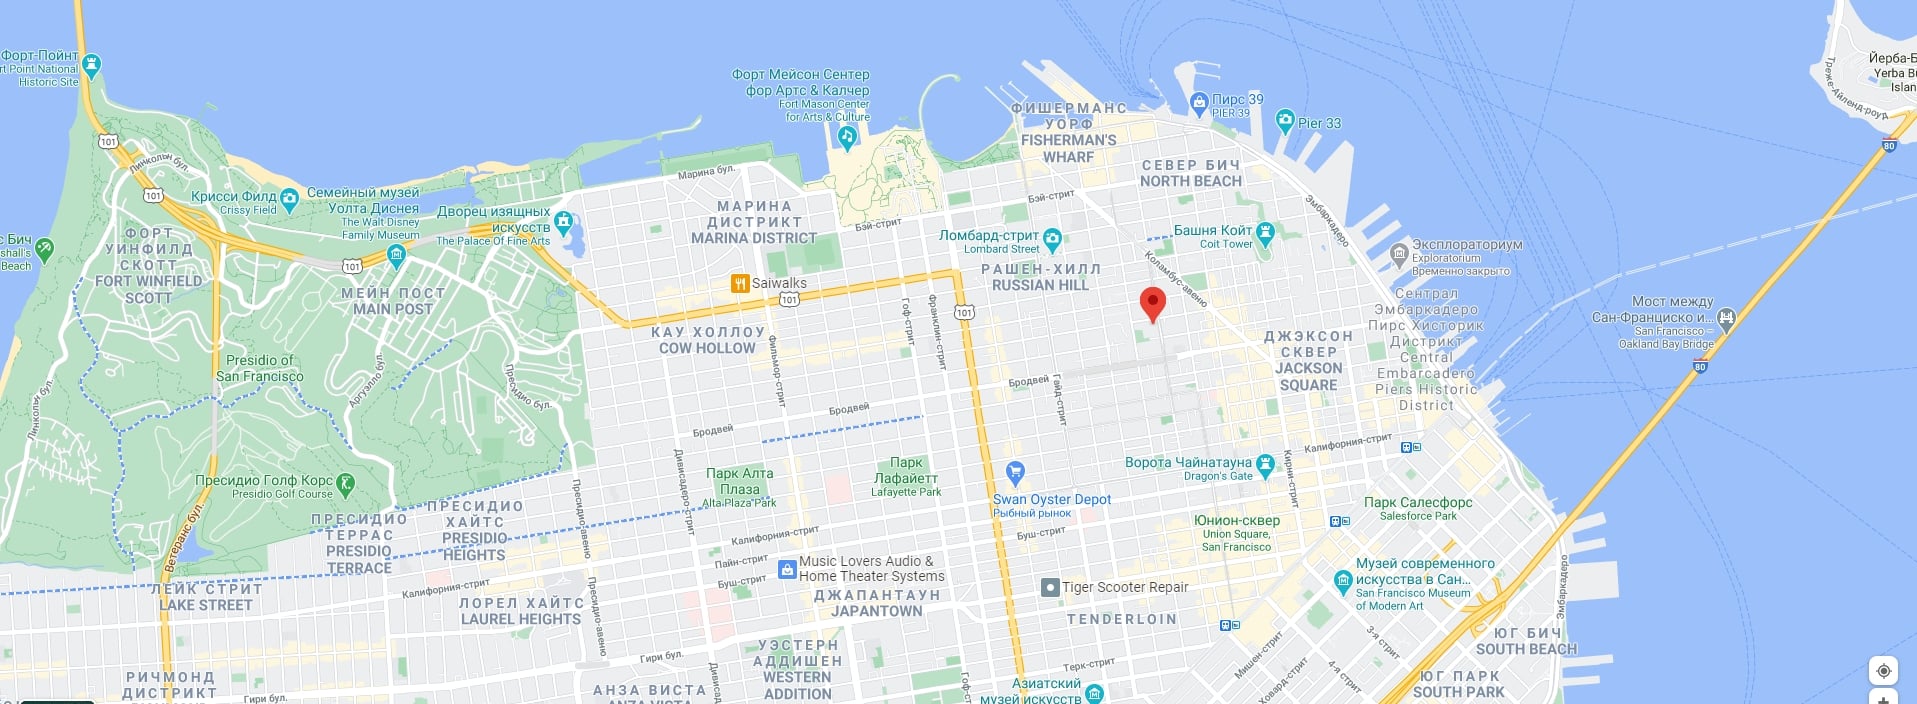 Форт-Пойнт
rt Point National
Historic Site
101
Линкольн бул.
101
Крисси Филд
Crissy Field
Семейный музей
Уолта Диснея
The Walt Disney
Family Museum
Дворец изящных
искусств
The Palace Of Fine Arts
с Бич
shall's
Beach
ФОРТ
УИНФИЛД
СКОТТ
FORT WINFIELD
SCOTT
101
МЕЙН ПОСТ
MAIN POST
Presidio of
San Francisco
Аргуэлло бул.
Линкольн бул.
Пресидио бул.
Пресидио Голф Корс
Presidio Golf Course
Ветеранс бул.
ПРЕСИДИО
ТЕРРАС
PRESIDIO
TERRACE
ПРЕСИДИО
ХАЙТС
PRESIDIO
HEIGHTS
ЛЕЙК СТРИТ
LAKE STREET
Калифорния-стрит
ЛОРЕЛ ХАЙТС
LAUREL HEIGHTS
Пресидио-авеню
Пресидио-авеню
РИЧМОНД
ДИСТРИКТ
Гири бул.
Гири бул.
АНЗА ВИСТА
ANZA VISTA
Форт Мейсон Сентер
фор Артс & Калчер
Fort Mason Center
for Arts & Culture
Марина бул.
МАРИНА
ДИСТРИКТ
MARINA DISTRICT
Бэй-стрит
Saiwalks
101
КАУ ХОЛЛОУ
COW HOLLOW
Филмор-стрит
Гоф-стрит
Франклин-стрит
101
Бродвей
Бродвей
Бродвей
Дивисадеро-стрит
Парк Алта
Плаза
Alta Plaza Park
Парк
Лафайетт
Lafayette Park
Калифорния-стрит
Пайн-стрит
Буш-стрит
Music Lovers Audio &
Home Theater Systems
ДЖАПАНТАУН
JAPANTOWN
УЭСТЕРН
АДДИШЕН
WESTERN
ADDITION
Дивисад
Гоф-ст
ФИШЕРМАНС
УОРФ
FISHERMAN'S
WHARF
Пирс 39
PIER 39
Pier 33
СЕВЕР БИЧ
NORTH BEACH
Бэй-стрит
Ломбард-стрит
Lombard Street
Башня Койт
Coit Tower
РАШЕН-ХИЛЛ
RUSSIAN HILL
Коламбус-авеню
Эмбаркадеро
Эксплораториум
Exploratorium
Временно закрыто
Сентрал
Эмбаркадеро
Пирс Хисторик
Дистрикт
Central
Embarcadero
Piers Historic
District
ДЖЭКСОН
СКВЕР
JACKSON
SQUARE
Гайд-стрит
Swan Oyster Depot
Рыбный рынок
Буш-стрит
Ворота Чайнатауна
Dragon's Gate
Калифорния-стрит
Кирни-стрит
Юнион-сквер
Union Square,
San Francisco
Парк Салесфорс
Salesforce Park
Музей современного
искусства в Сан...
San Francisco Museum
of Modern Art
Tiger Scooter Repair
TENDERLOIN
Терк-стрит
Азиатский
музей искусств
Мишен-стрит
Ховард-стрит
3-я стрит
4-я стрит
Эмбаркадеро
ЮГ БИЧ
SOUTH BEACH
ЮГ ПАРК
SOUTH PARK
Мост между
Сан-Франциско и...
San Francisco –
Oakland Bay Bridge
80
80
Йерба-Б
Yerba Bu
Islan
Треже-Айленд-роуд